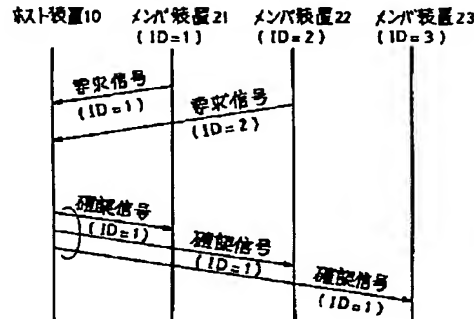 ホスト装置10 メンバ装置21 メンバ装置22 メンバ装置23
(ID=1) (ID=2) (ID=3)
要求信号
(ID=1)
要求信号
(ID=2)
確認信号
(ID=1)
確認信号
(ID=1)
確認信号
(ID=1)